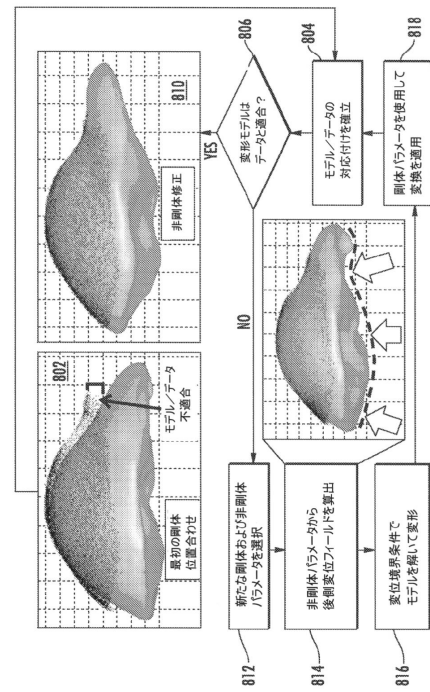 802
最初の剛体
位置合わせ
モデル／データ
不適合
810
非剛体修正
YES
806
変形モデルは
データと適合？
NO
804
モデル／データの
対応付けを確立
812
新たな剛体および非剛体
パラメータを選択
814
非剛体パラメータから
後側変位フィールドを算出
816
変位境界条件で
モデルを解いて変形
818
剛体パラメータを使用して
変換を適用